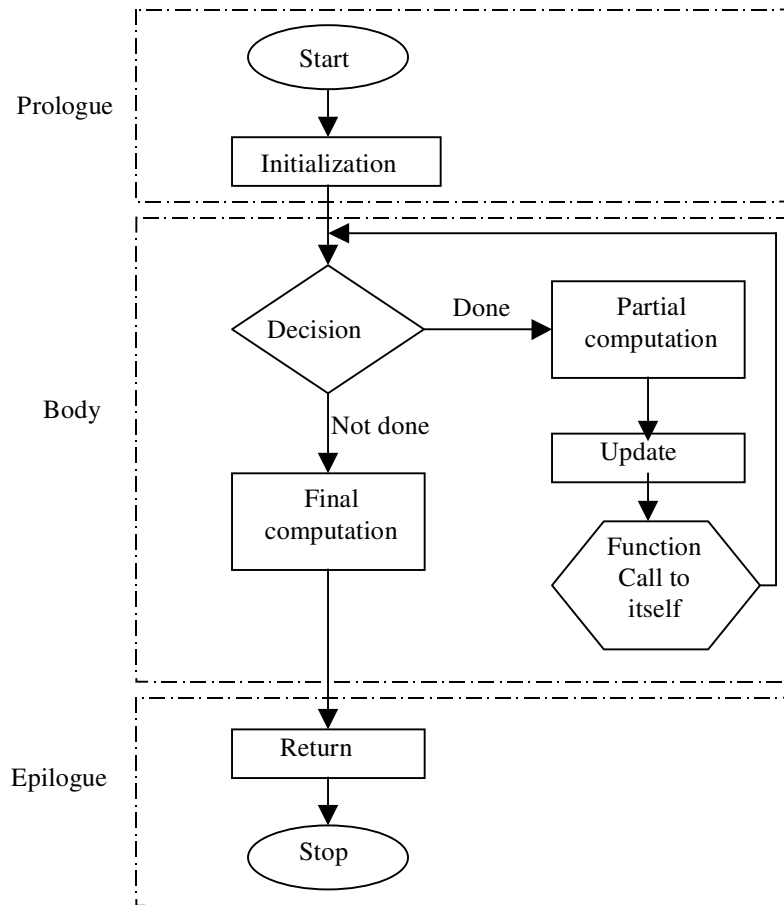 Start
Prologue
Initialization
Decision
Done
Partial
computation
Body
Not done
Update
Final
computation
Function
Call to
itself
Return
Epilogue
Stop